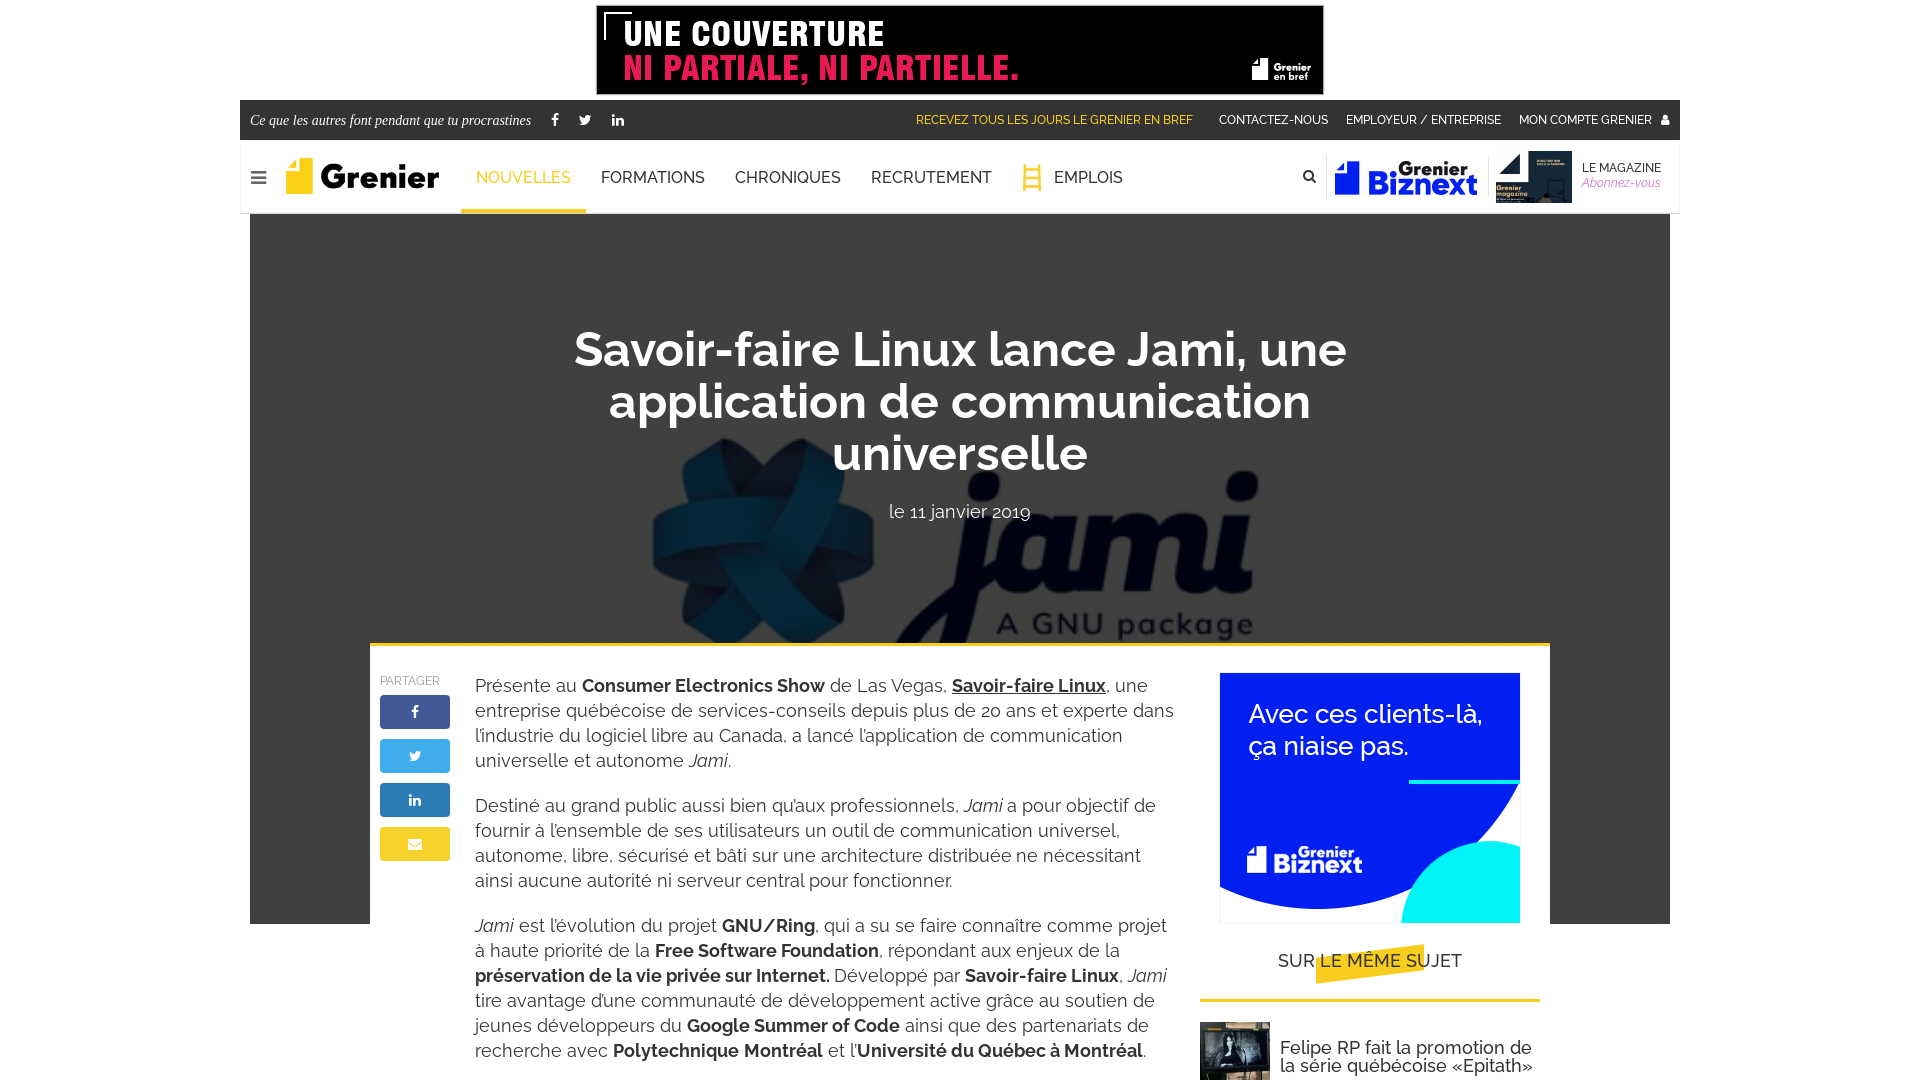 UNE COUVERTURE
NI PARTIALE, NI PARTIELLE.
Grenier
en bref
Ce que les autres font pendant que tu procrastines
RECEVEZ TOUS LES JOURS LE GRENIER EN BREF
CONTACTEZ-NOUS
EMPLOYEUR / ENTREPRISE
MON COMPTE GRENIER
Grenier
NOUVELLES
FORMATIONS
CHRONIQUES
RECRUTEMENT
EMPLOIS
Grenier
Biznext
Grenier
magazine
LE MAGAZINE
Abonnez-vous
Savoir-faire Linux lance Jami, une
application de communication
universelle
le 11 janvier 2019
jami
A GNU package
PARTAGER
Présente au Consumer Electronics Show de Las Vegas, Savoir-faire Linux, une
entreprise québécoise de services-conseils depuis plus de 20 ans et experte dans
l’industrie du logiciel libre au Canada, a lancé l’application de communication
universelle et autonome Jami.
Destiné au grand public aussi bien qu’aux professionnels, Jami a pour objectif de
fournir à l’ensemble de ses utilisateurs un outil de communication universel,
autonome, libre, sécurisé et bâti sur une architecture distribuée ne nécessitant
ainsi aucune autorité ni serveur central pour fonctionner.
Jami est l’évolution du projet GNU/Ring, qui a su se faire connaître comme projet
à haute priorité de la Free Software Foundation, répondant aux enjeux de la
préservation de la vie privée sur Internet. Développé par Savoir-faire Linux, Jami
tire avantage d’une communauté de développement active grâce au soutien de
jeunes développeurs du Google Summer of Code ainsi que des partenariats de
recherche avec Polytechnique Montréal et l’Université du Québec à Montréal.
Avec ces clients-là,
ça niaise pas.
Grenier
Biznext
SUR LE MÊME SUJET
Felipe RP fait la promotion de
la série québécoise «Epitath»